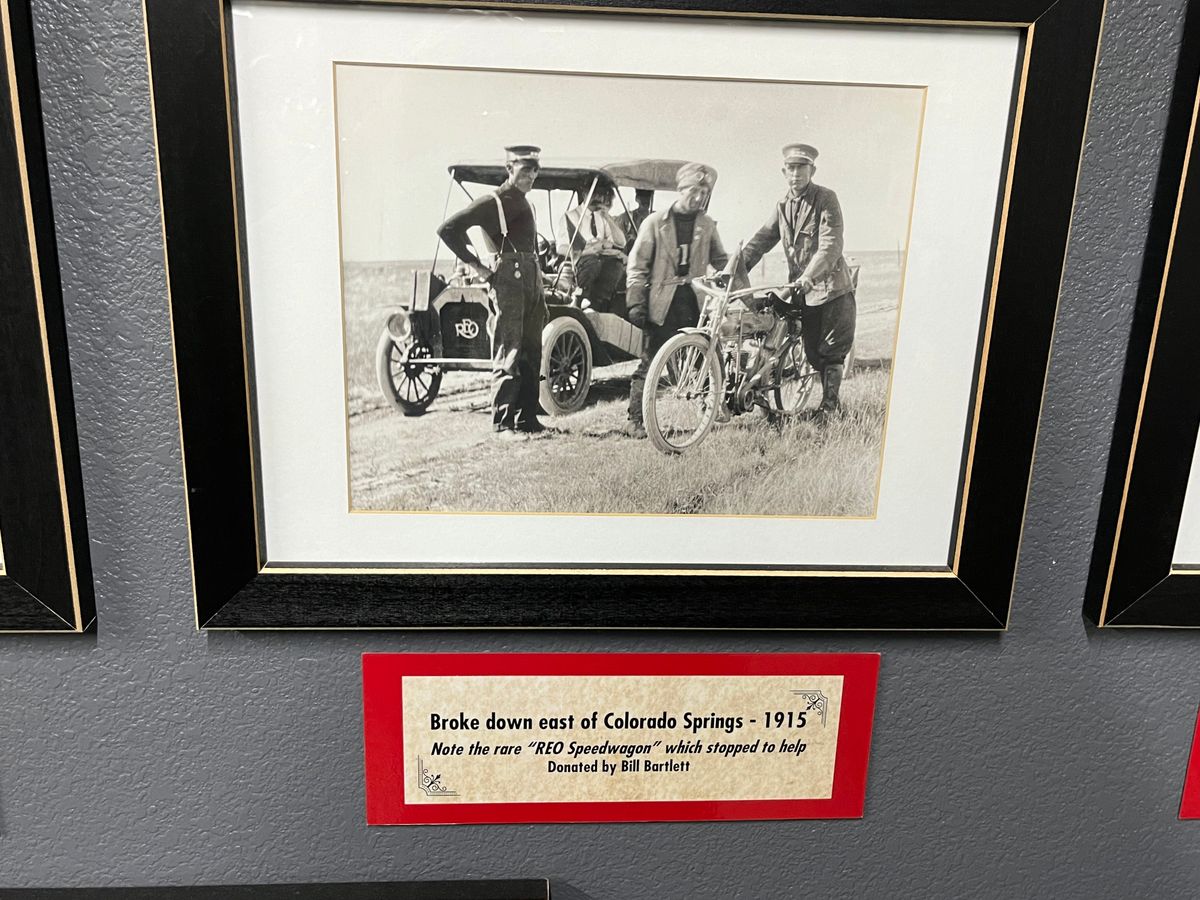 REO
Broke down east of Colorado Springs - 1915
Note the rare “REO Speedwagon” which stopped to help
Donated by Bill Bartlett